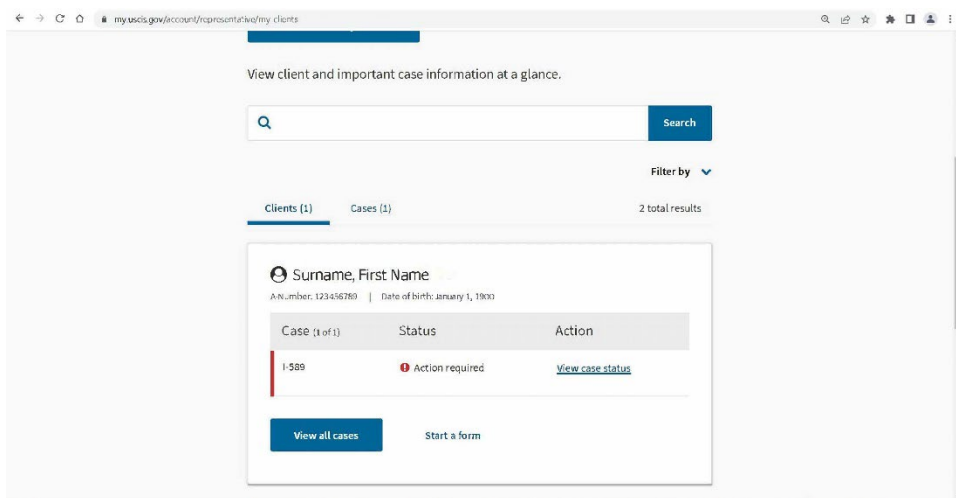 my.uscis.gov/account/representative/my clients
View client and important case information at a glance.
Search
Filter by
Clients (1) Cases (1) 2 total results
Surname, First Name
A-Number: 123456789 | Date of birth: January 1, 1900
Case (1 of 1) Status Action
I-589 Action required View case status
View all cases Start a form